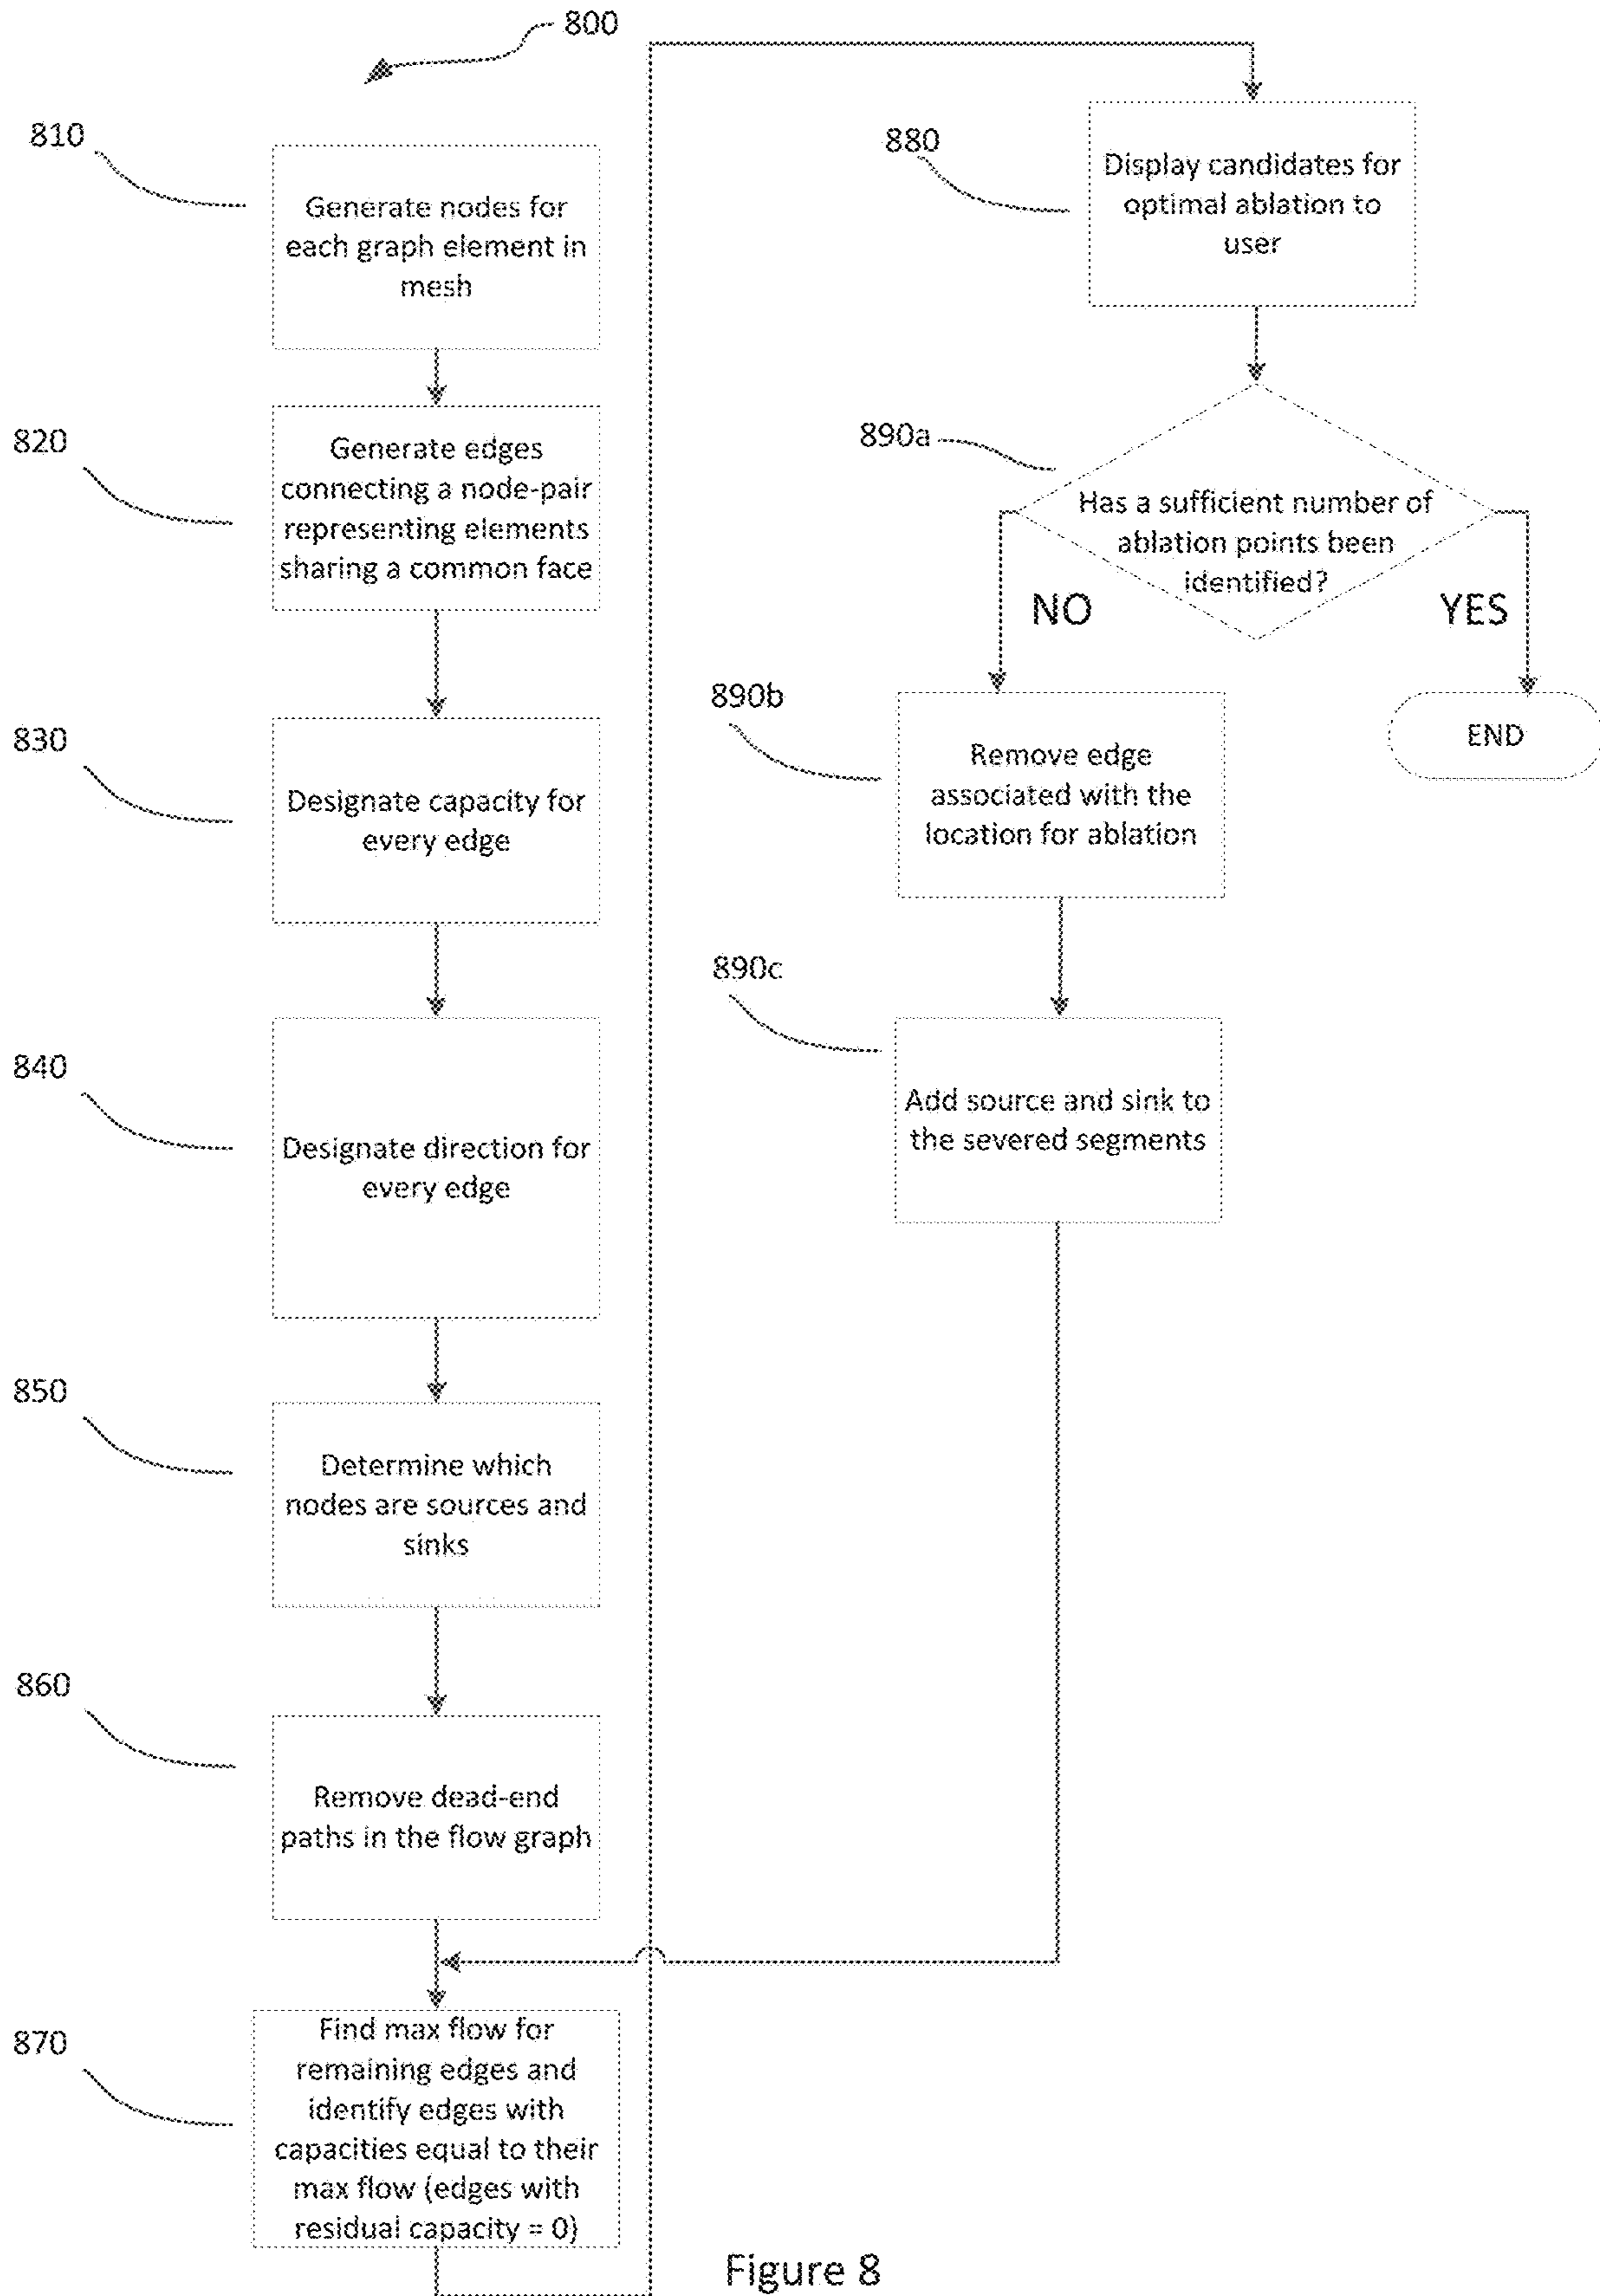 800
810
Generate nodes for
each graph element in
mesh
820
Generate edges
connecting a node-pair
representing elements
sharing a common face
830
Designate capacity for
every edge
840
Designate direction for
every edge
850
Determine which
nodes are sources and
sinks
860
Remove dead-end
paths in the flow graph
870
Find max flow for
remaining edges and
identify edges with
capacities equal to their
max flow (edges with
residual capacity = 0)
880
Display candidates for
optimal ablation to
user
890a
Has a sufficient number of
ablation points been
identified?
NO
YES
890b
Remove edge
associated with the
location for ablation
END
890c
Add source and sink to
the severed segments
Figure 8